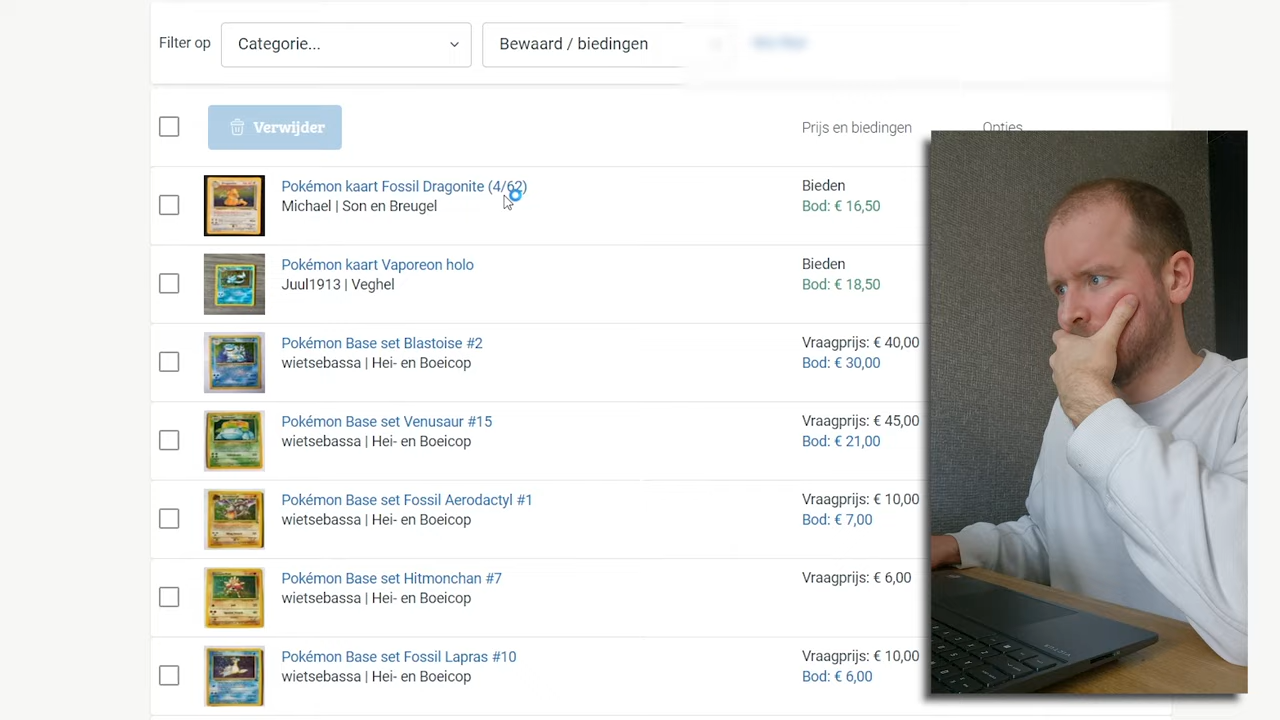 Filter op
Categorie...
Bewaard / biedingen
Verwijder
Prijs en biedingen
Opties
Pokémon kaart Fossil Dragonite (4/62)
Michael | Son en Breugel
Bieden
Bod: € 16,50
Pokémon kaart Vaporeon holo
Juul1913 | Veghel
Bieden
Bod: € 18,50
Pokémon Base set Blastoise #2
wietsebassa | Hei- en Boeicop
Vraagprijs: € 40,00
Bod: € 30,00
Pokémon Base set Venusaur #15
wietsebassa | Hei- en Boeicop
Vraagprijs: € 45,00
Bod: € 21,00
Pokémon Base set Fossil Aerodactyl #1
wietsebassa | Hei- en Boeicop
Vraagprijs: € 10,00
Bod: € 7,00
Pokémon Base set Hitmonchan #7
wietsebassa | Hei- en Boeicop
Vraagprijs: € 6,00
Pokémon Base set Fossil Lapras #10
wietsebassa | Hei- en Boeicop
Vraagprijs: € 10,00
Bod: € 6,00